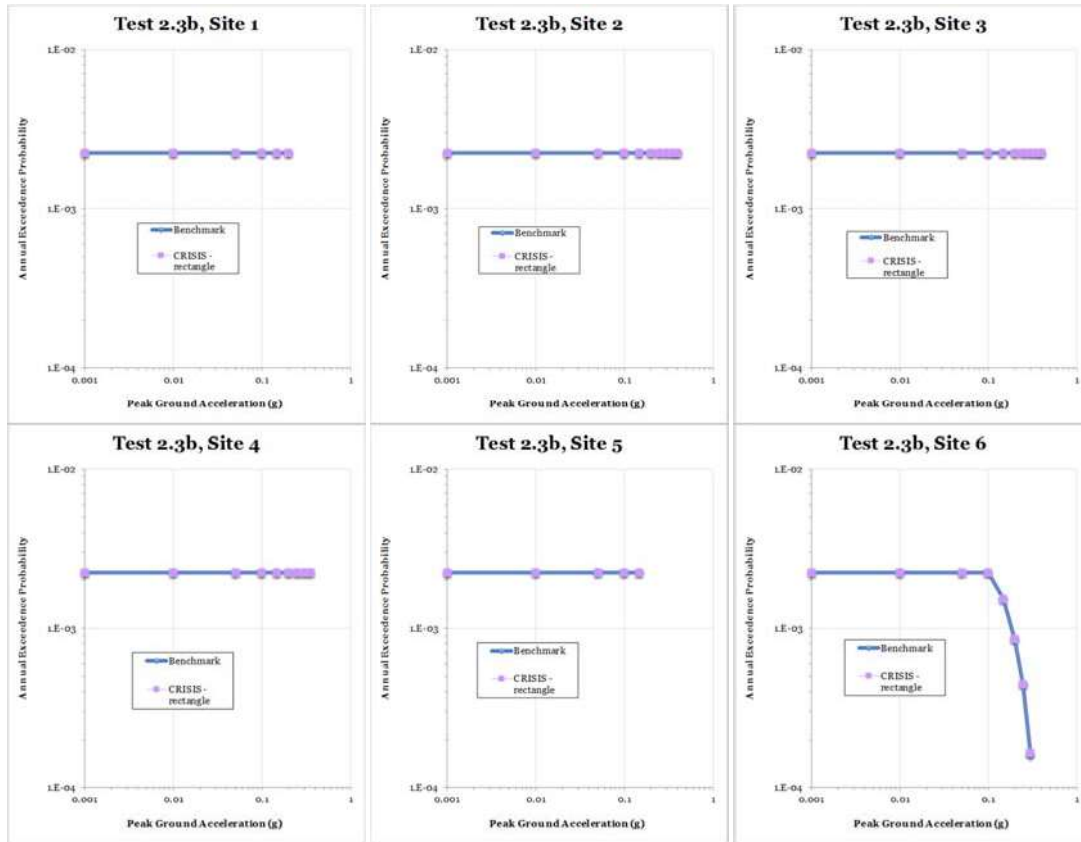 Test 2.3b, Site 1
1.E-02
1.E-03
1.E-04
Annual Exceedence Probability
Benchmark
CRISIS -
rectangle
0.001
0.01
0.1
1
Peak Ground Acceleration (g)
Test 2.3b, Site 2
1.E-02
1.E-03
1.E-04
Annual Exceedence Probability
Benchmark
CRISIS -
rectangle
0.001
0.01
0.1
1
Peak Ground Acceleration (g)
Test 2.3b, Site 3
1.E-02
1.E-03
1.E-04
Annual Exceedence Probability
Benchmark
CRISIS -
rectangle
0.001
0.01
0.1
1
Peak Ground Acceleration (g)
Test 2.3b, Site 4
1.E-02
1.E-03
1.E-04
Annual Exceedence Probability
Benchmark
CRISIS -
rectangle
0.001
0.01
0.1
1
Peak Ground Acceleration (g)
Test 2.3b, Site 5
1.E-02
1.E-03
1.E-04
Annual Exceedence Probability
Benchmark
CRISIS -
rectangle
0.001
0.01
0.1
1
Peak Ground Acceleration (g)
Test 2.3b, Site 6
1.E-02
1.E-03
1.E-04
Annual Exceedence Probability
Benchmark
CRISIS -
rectangle
0.001
0.01
0.1
1
Peak Ground Acceleration (g)